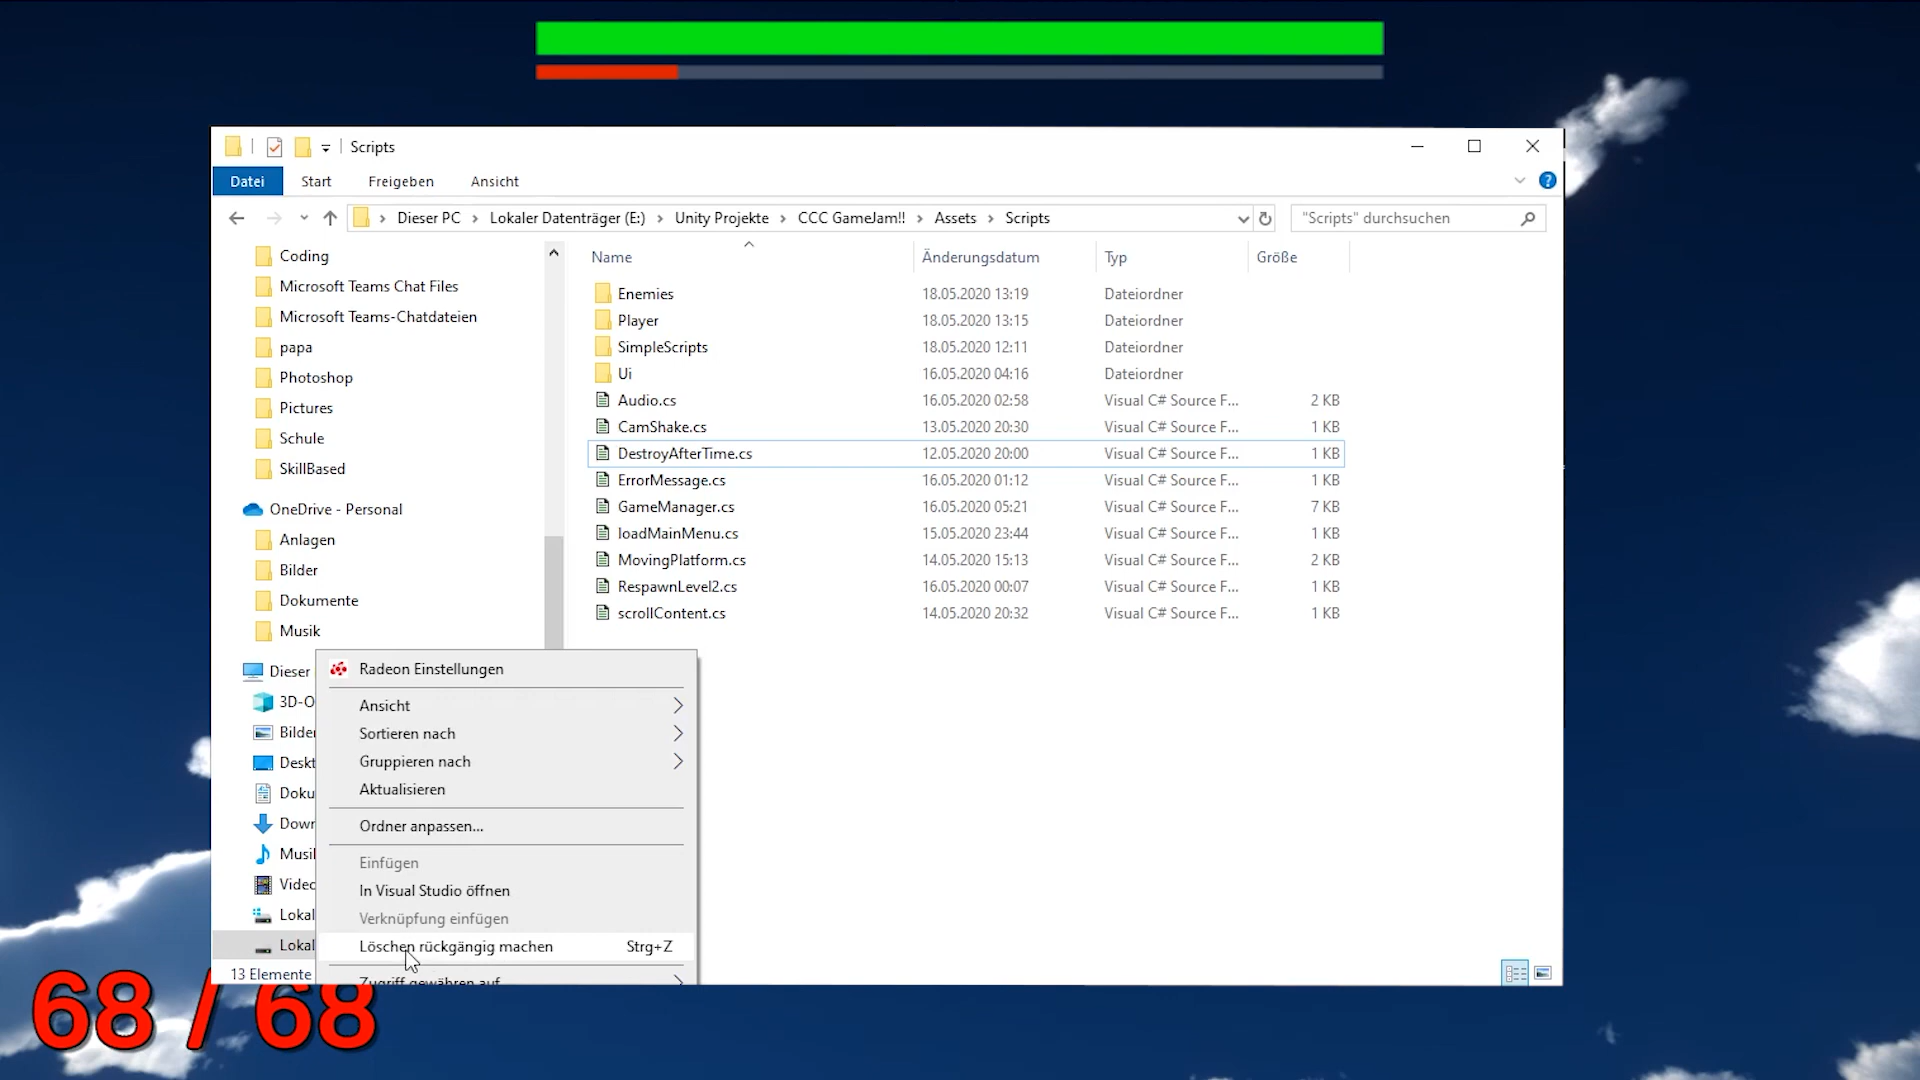 Scripts
Datei Start Freigeben Ansicht
Dieser PC Lokaler Datenträger (E:) Unity Projekte CCC GameJam!! Assets Scripts
"Scripts" durchsuchen
Coding
Microsoft Teams Chat Files
Microsoft Teams-Chatdateien
papa
Photoshop
Pictures
Schule
SkillBased
OneDrive - Personal
Anlagen
Bilder
Dokumente
Musik
Dieser
3D-O
Bilde
Deskt
Doku
Down
Musi
Videc
Lokal
Lokal
13 Elemente
Name Änderungsdatum Typ Größe
Enemies 18.05.2020 13:19 Dateiordner
Player 18.05.2020 13:15 Dateiordner
SimpleScripts 18.05.2020 12:11 Dateiordner
Ui 16.05.2020 04:16 Dateiordner
Audio.cs 16.05.2020 02:58 Visual C# Source F... 2 KB
CamShake.cs 13.05.2020 20:30 Visual C# Source F... 1 KB
DestroyAfterTime.cs 12.05.2020 20:00 Visual C# Source F... 1 KB
ErrorMessage.cs 16.05.2020 01:12 Visual C# Source F... 1 KB
GameManager.cs 16.05.2020 05:21 Visual C# Source F... 7 KB
loadMainMenu.cs 15.05.2020 23:44 Visual C# Source F... 1 KB
MovingPlatform.cs 14.05.2020 15:13 Visual C# Source F... 2 KB
RespawnLevel2.cs 16.05.2020 00:07 Visual C# Source F... 1 KB
scrollContent.cs 14.05.2020 20:32 Visual C# Source F... 1 KB
Radeon Einstellungen
Ansicht
Sortieren nach
Gruppieren nach
Aktualisieren
Ordner anpassen...
Einfügen
In Visual Studio öffnen
Verknüpfung einfügen
Löschen rückgängig machen Strg+Z
Zugriff gewähren auf
68 / 68